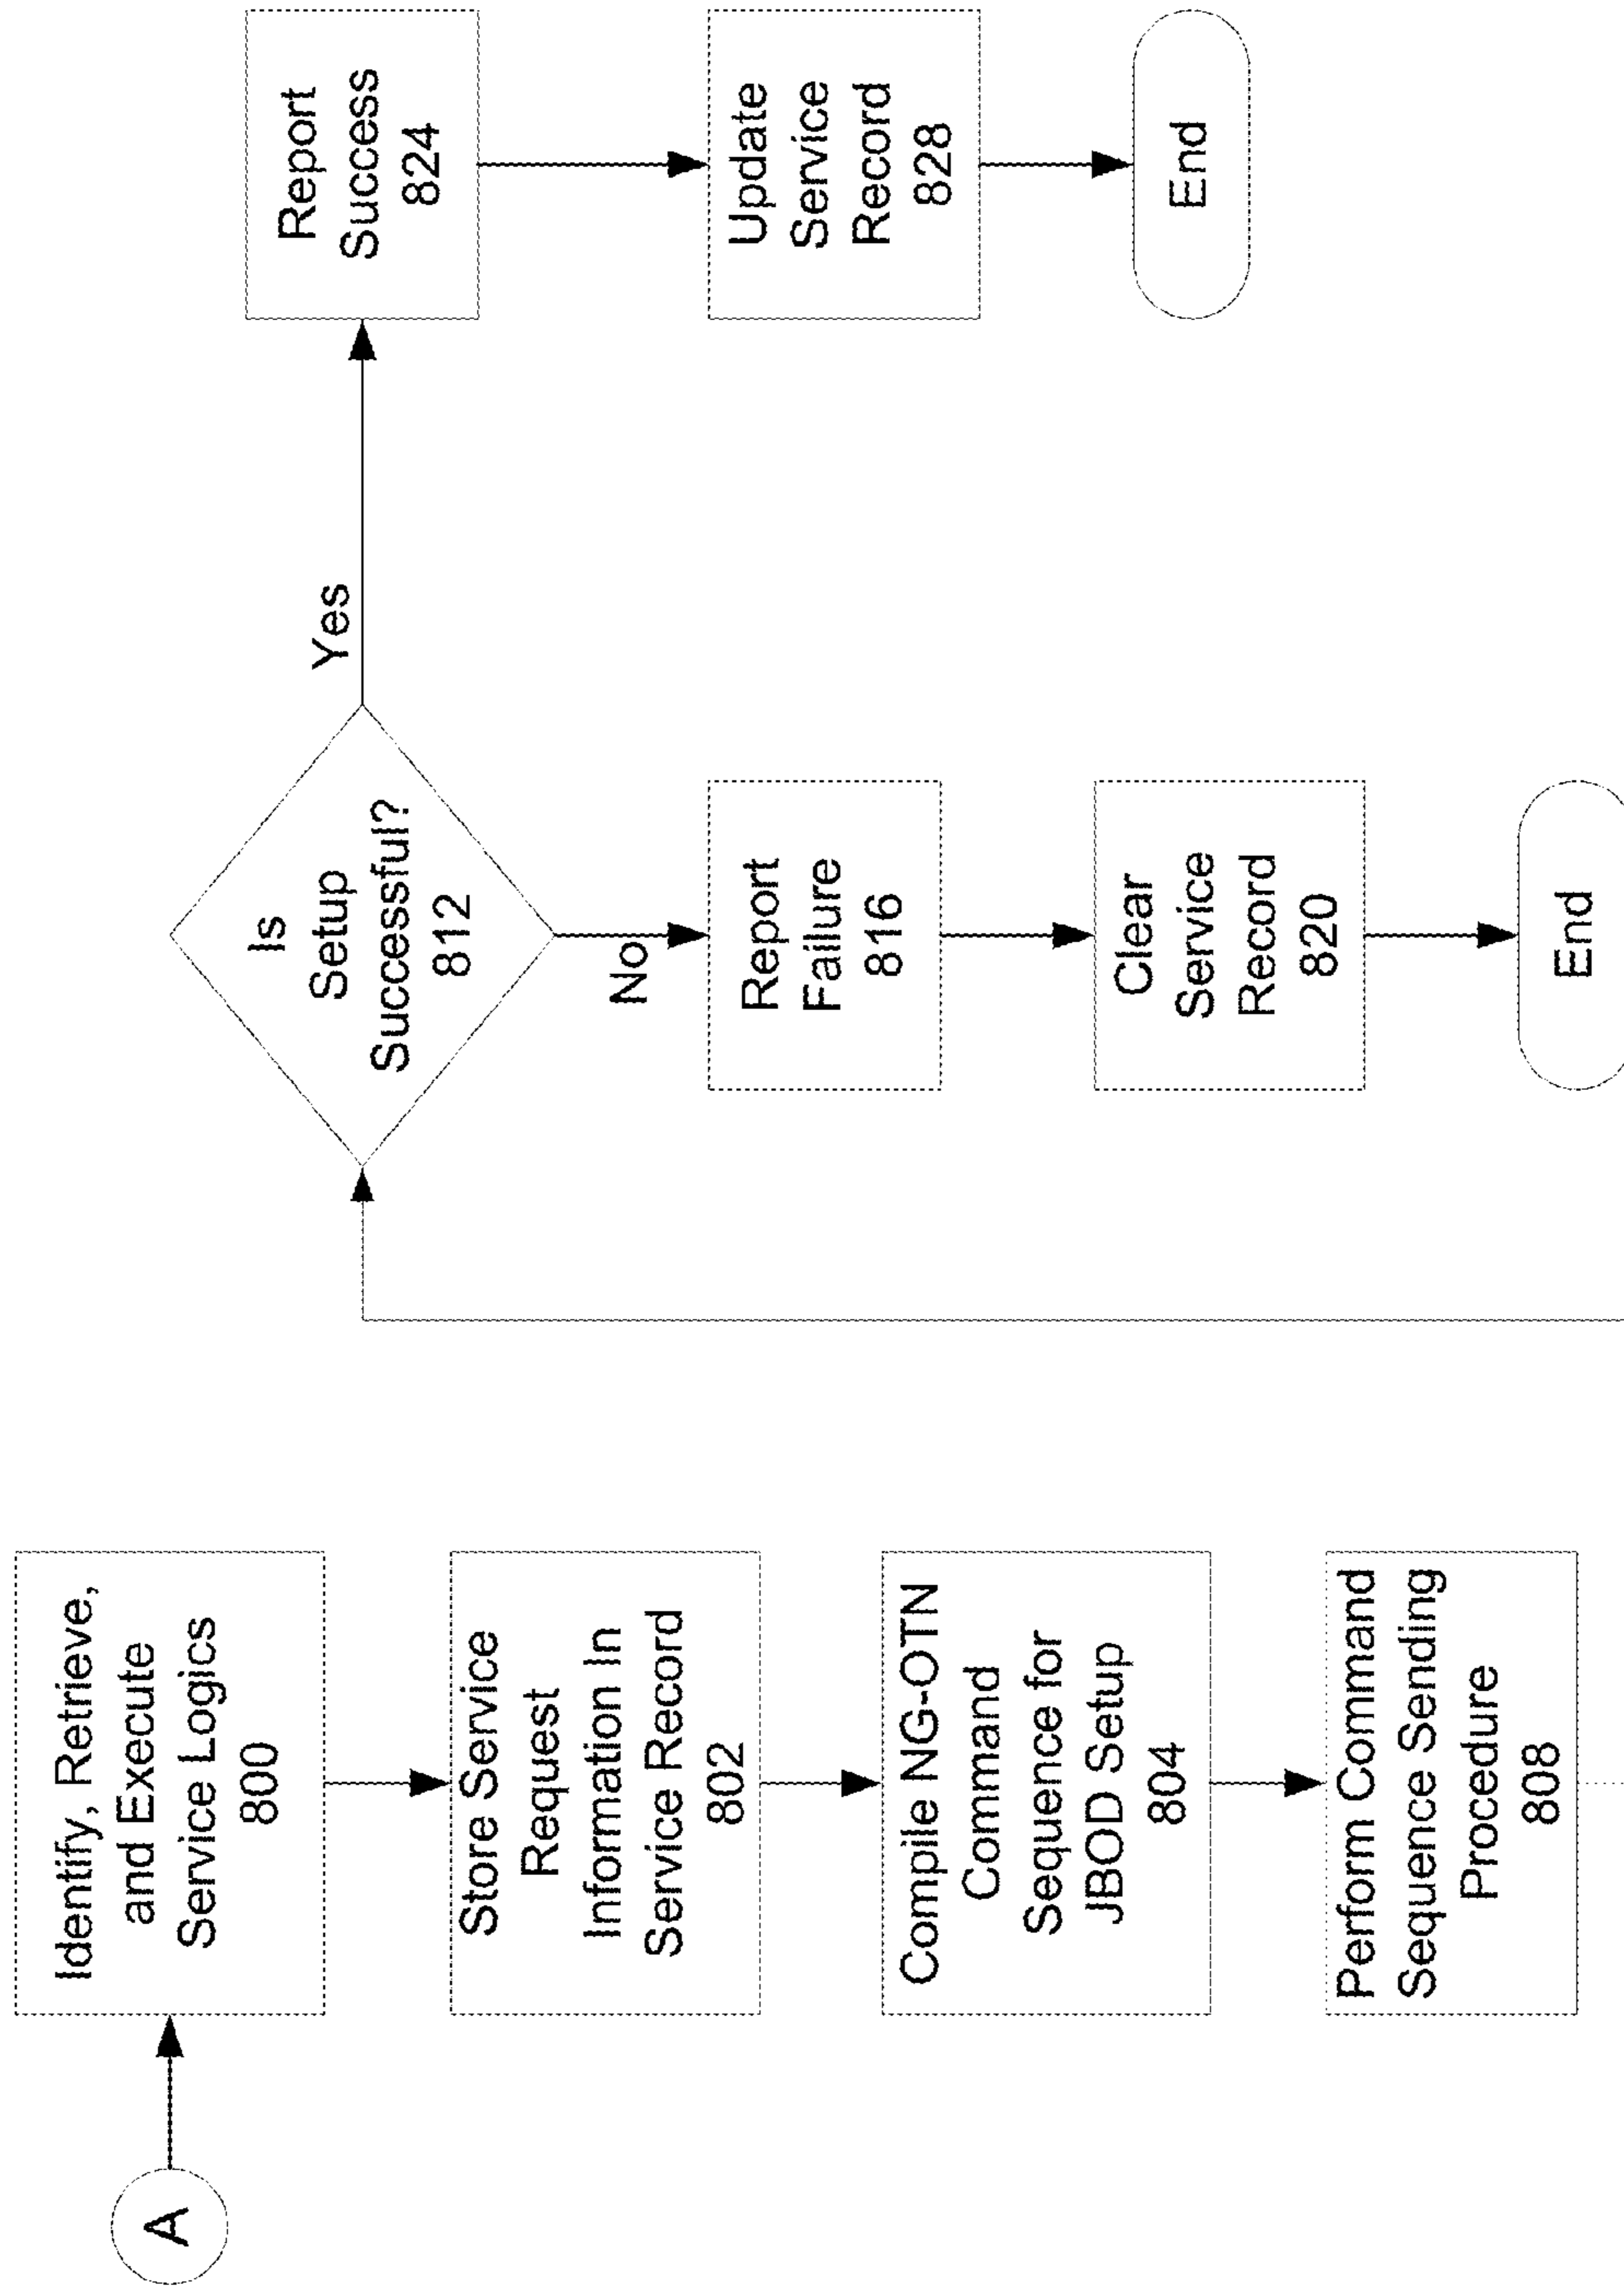 A
Identify, Retrieve,
and Execute
Service Logics
800
Store Service
Request
Information In
Service Record
802
Compile NG-OTN
Command
Sequence for
JBOD Setup
804
Perform Command
Sequence Sending
Procedure
808
Is
Setup
Successful?
812
Yes
No
Report
Failure
816
Clear
Service
Record
820
End
Report
Success
824
Update
Service
Record
828
End